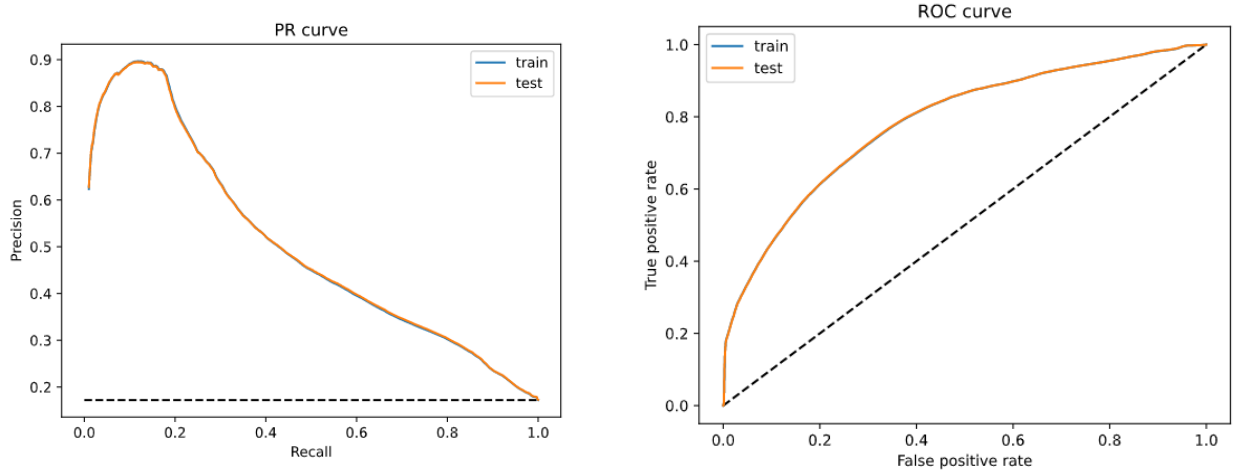 PR curve
train
test
0.9
0.8
0.7
0.6
0.5
0.4
0.3
0.2
Precision
0.0 0.2 0.4 0.6 0.8 1.0
Recall
ROC curve
train
test
1.0
0.8
0.6
0.4
0.2
0.0
True positive rate
0.0 0.2 0.4 0.6 0.8 1.0
False positive rate